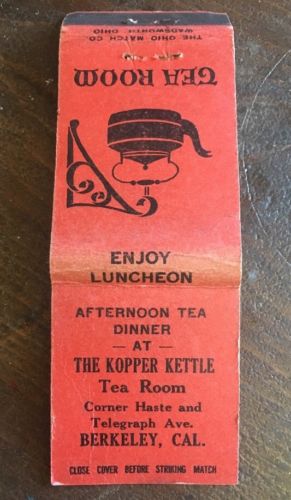 THE OHIO MATCH CO.
WADSWORTH, OHIO
TEA ROOM
ENJOY
LUNCHEON
AFTERNOON TEA
DINNER
— AT —
THE KOPPER KETTLE
Tea Room
Corner Haste and
Telegraph Ave.
BERKELEY, CAL.
CLOSE COVER BEFORE STRIKING MATCH